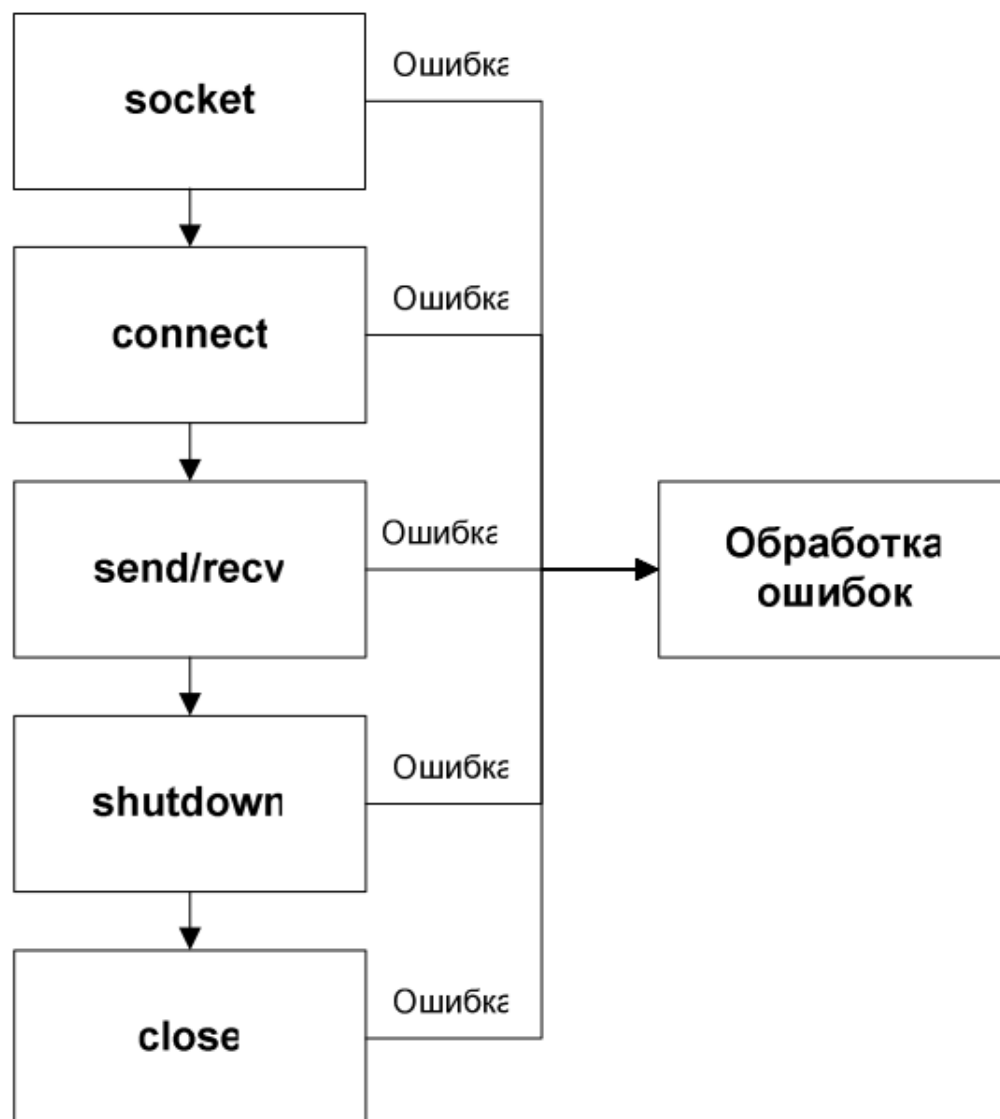 Ошибка
socket
Ошибка
connect
Ошибка
send/recv
Обработка
ошибок
Ошибка
shutdown
Ошибка
close